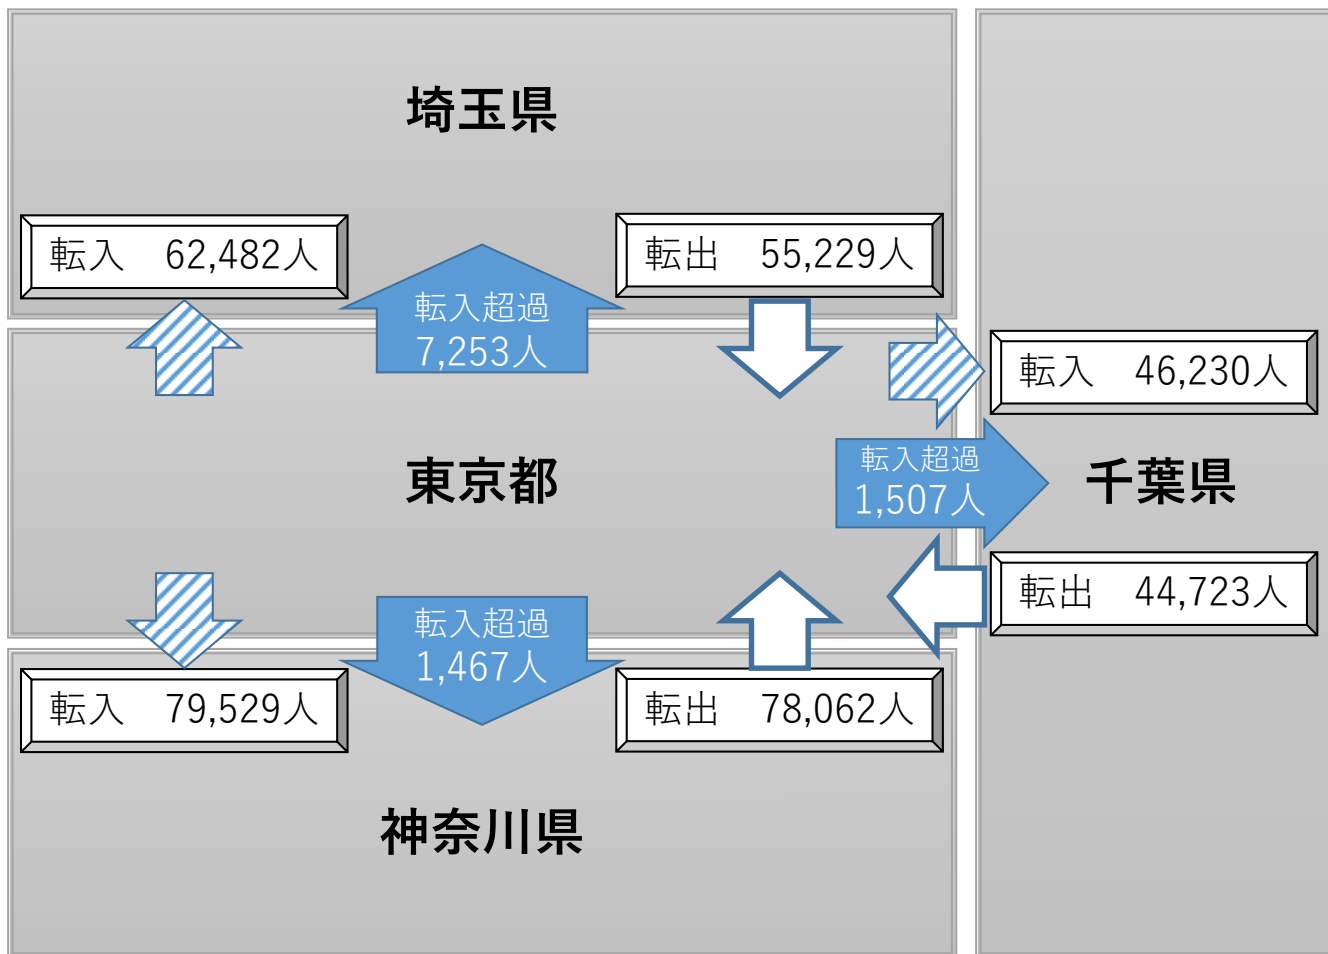 埼玉県
転入　62,482人
転入超過
7,253人
転出　55,229人
東京都
転入　46,230人
転入超過
1,507人
千葉県
転出　44,723人
転入超過
1,467人
転入　79,529人
転出　78,062人
神奈川県